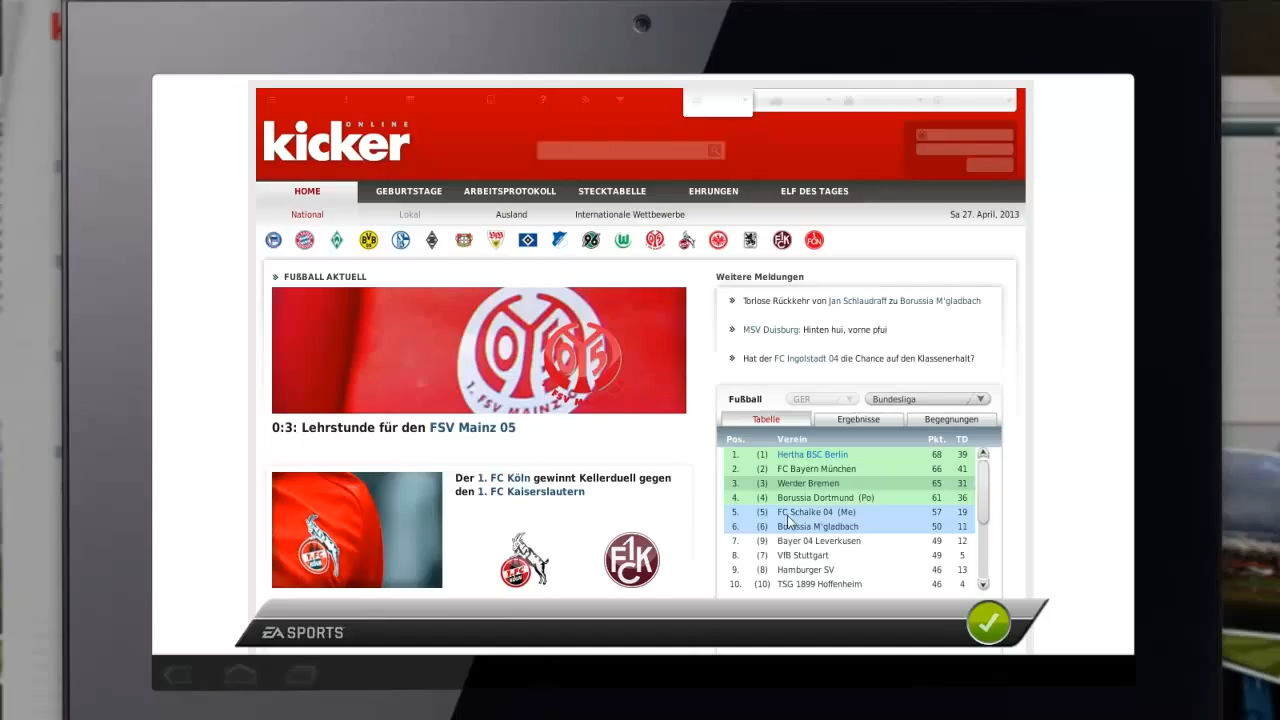 ONLINE
kicker
HOME GEBURTSTAGE ARBEITSPROTOKOLL STECKTABELLE EHRUNGEN ELF DES TAGES
National Lokal Ausland Internationale Wettbewerbe Sa 27. April, 2013
» FUßBALL AKTUELL
1. FSV MAINZ
0:3: Lehrstunde für den FSV Mainz 05
Der 1. FC Köln gewinnt Kellerduell gegen
den 1. FC Kaiserslautern
Weitere Meldungen
» Torlose Rückkehr von Jan Schlaudraff zu Borussia M'gladbach
» MSV Duisburg: Hinten hui, vorne pfui
» Hat der FC Ingolstadt 04 die Chance auf den Klassenerhalt?
Fußball GER Bundesliga
Tabelle Ergebnisse Begegnungen
Pos. Verein Pkt. TD
1. (1) Hertha BSC Berlin 68 39
2. (2) FC Bayern München 66 41
3. (3) Werder Bremen 65 31
4. (4) Borussia Dortmund (Po) 61 36
5. (5) FC Schalke 04 (Me) 57 19
6. (6) Borussia M'gladbach 50 11
7. (9) Bayer 04 Leverkusen 49 12
8. (7) VfB Stuttgart 49 5
9. (8) Hamburger SV 46 13
10. (10) TSG 1899 Hoffenheim 46 4
EA SPORTS